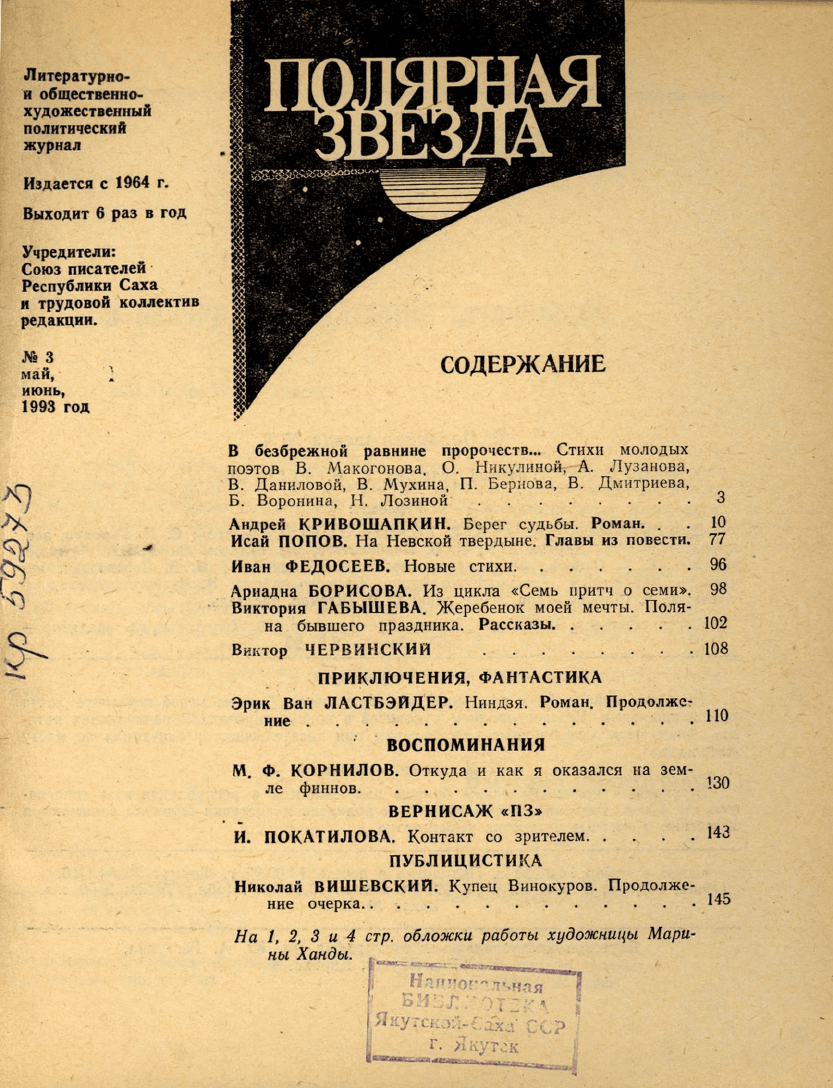 Литературно-
и общественно-
художественный
политический
журнал
Издается с 1964 г.
Выходит 6 раз в год
Учредители:
Союз писателей
Республики Саха
и трудовой коллектив
редакции.
№ 3
май,
июнь,
1993 год
кр 59273
ПОЛЯРНАЯ
ЗВЕЗДА
СОДЕРЖАНИЕ
В безбрежной равнине пророчеств... Стихи молодых
поэтов В. Макогонова, О. Никулиной, А. Лузанова,
В. Даниловой, В. Мухина, П. Бернова, В. Дмитриева,
Б. Воронина, Н. Лозиной . . . . . . . . 3
Андрей КРИВОШАПКИН. Берег судьбы. Роман. . . 10
Исай ПОПОВ. На Невской твердыне. Главы из повести. 77
Иван ФЕДОСЕЕВ. Новые стихи. . . . . . . 96
Ариадна БОРИСОВА. Из цикла «Семь притч о семи». 98
Виктория ГАБЫШЕВА. Жеребенок моей мечты. Поля-
на бывшего праздника. Рассказы. . . . . . 102
Виктор ЧЕРВИНСКИЙ . . . . . . . . 108
ПРИКЛЮЧЕНИЯ, ФАНТАСТИКА
Эрик Ван ЛАСТБЭЙДЕР. Ниндзя. Роман. Продолже-
ние . . . . . . . . . . . . . . 110
ВОСПОМИНАНИЯ
М. Ф. КОРНИЛОВ. Откуда и как я оказался на зем-
ле финнов. . . . . . . . . . . . 130
ВЕРНИСАЖ «ПЗ»
И. ПОКАТИЛОВА. Контакт со зрителем. . . . . 143
ПУБЛИЦИСТИКА
Николай ВИШЕВСКИЙ. Купец Винокуров. Продолже-
ние очерка. . . . . . . . . . . . 145
На 1, 2, 3 и 4 стр. обложки работы художницы Мари-
ны Ханды.
Национальная
БИБЛИОТЕКА
Якутской-Саха ССР
г. Якутск